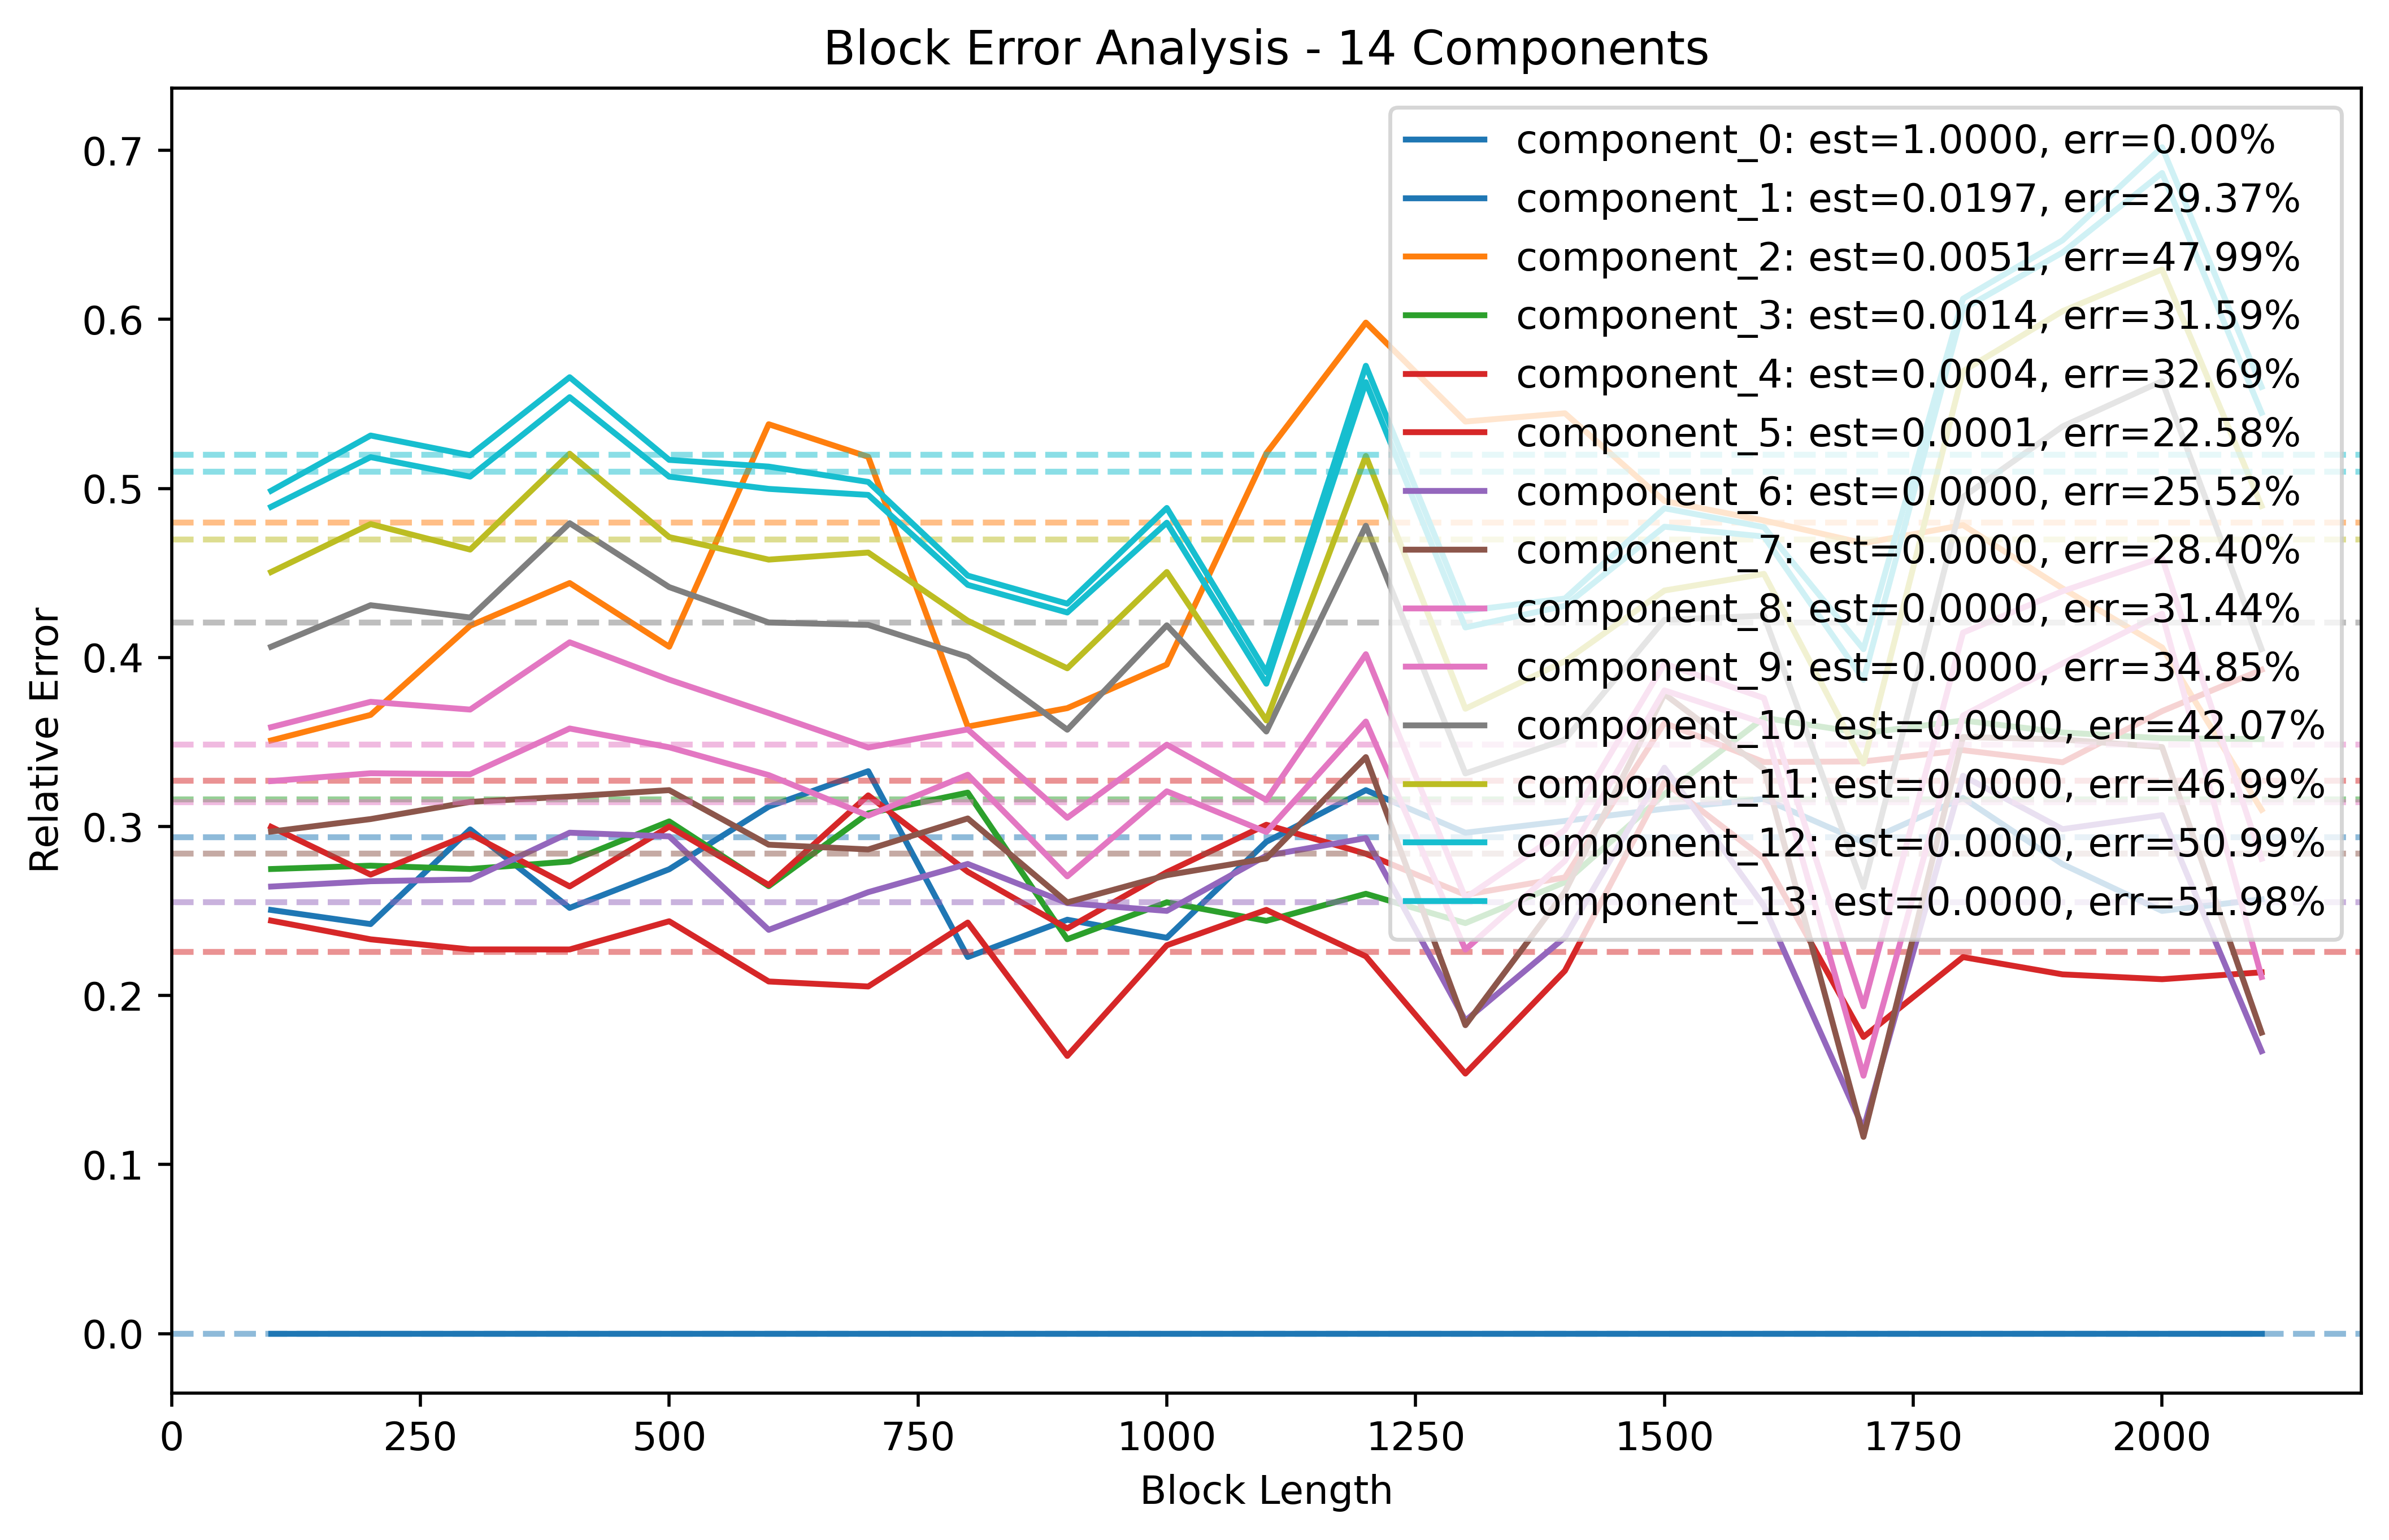 Block Error Analysis - 14 Components
component_0: est=1.0000, err=0.00%
component_1: est=0.0197, err=29.37%
component_2: est=0.0051, err=47.99%
component_3: est=0.0014, err=31.59%
component_4: est=0.0004, err=32.69%
component_5: est=0.0001, err=22.58%
component_6: est=0.0000, err=25.52%
component_7: est=0.0000, err=28.40%
component_8: est=0.0000, err=31.44%
component_9: est=0.0000, err=34.85%
component_10: est=0.0000, err=42.07%
component_11: est=0.0000, err=46.99%
component_12: est=0.0000, err=50.99%
component_13: est=0.0000, err=51.98%
Relative Error
0.7
0.6
0.5
0.4
0.3
0.2
0.1
0.0
0 250 500 750 1000 1250 1500 1750 2000
Block Length